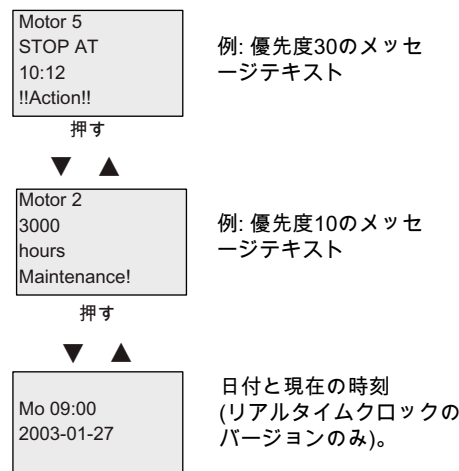 Motor 5
STOP AT
10:12
!!Action!!
例: 優先度30のメッセ
ージテキスト
押す
▼ ▲
Motor 2
3000
hours
Maintenance!
例: 優先度10のメッセ
ージテキスト
押す
▼ ▲
Mo 09:00
2003-01-27
日付と現在の時刻
(リアルタイムクロックの
バージョンのみ)。